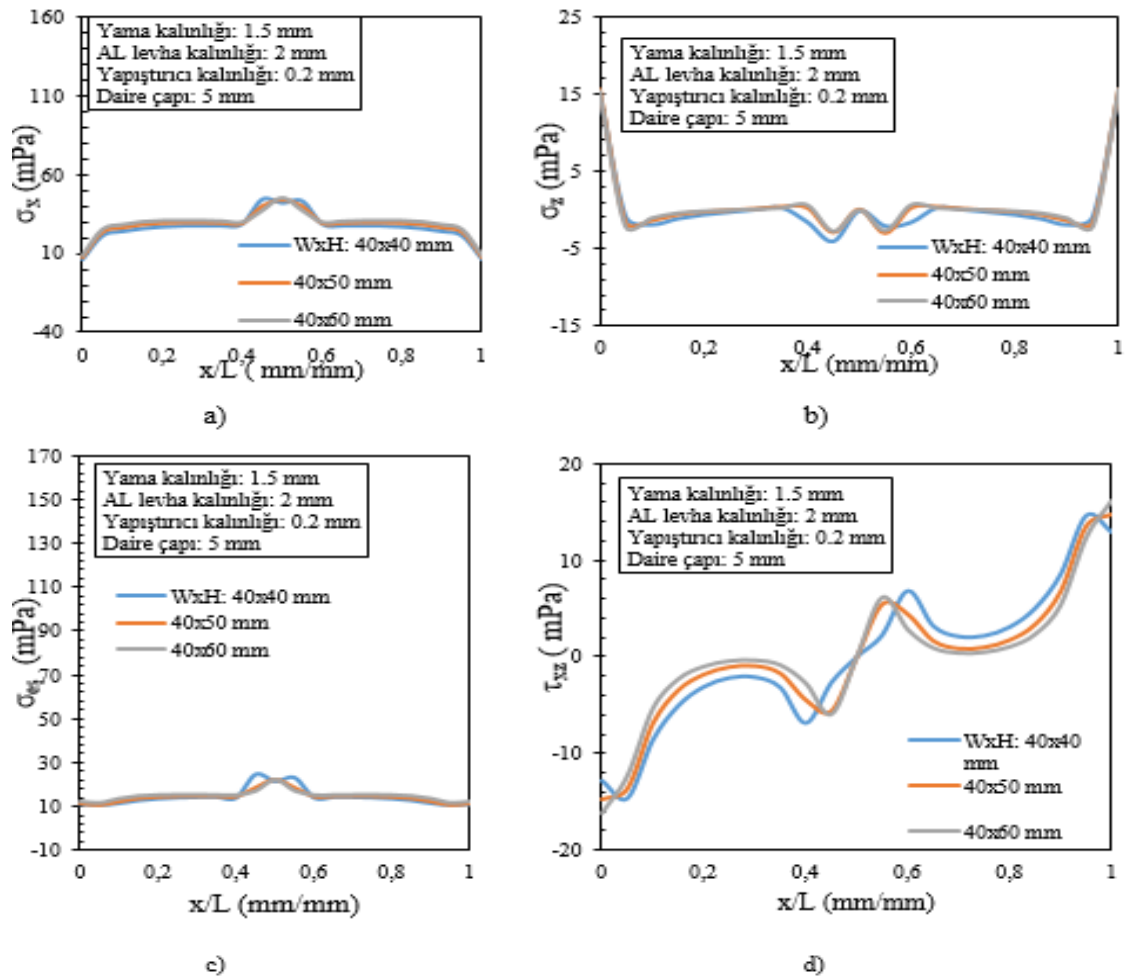 160
110
60
10
-40
σx (mPa)
Yama kalınlığı: 1.5 mm
AL levha kalınlığı: 2 mm
Yapıştırıcı kalınlığı: 0.2 mm
Daire çapı: 5 mm
WxH: 40x40 mm
40x50 mm
40x60 mm
0 0,2 0,4 0,6 0,8 1
x/L ( mm/mm)
a)
25
15
5
-5
-15
σz (mPa)
Yama kalınlığı: 1.5 mm
AL levha kalınlığı: 2 mm
Yapıştırıcı kalınlığı: 0.2 mm
Daire çapı: 5 mm
WxH: 40x40 mm
40x50 mm
40x60 mm
0 0,2 0,4 0,6 0,8 1
x/L (mm/mm)
b)
170
150
130
110
90
70
50
30
10
-10
σeş (mPa)
Yama kalınlığı: 1.5 mm
AL levha kalınlığı: 2 mm
Yapıştırıcı kalınlığı: 0.2 mm
Daire çapı: 5 mm
WxH: 40x40 mm
40x50 mm
40x60 mm
0 0,2 0,4 0,6 0,8 1
x/L (mm/mm)
c)
20
10
0
-10
-20
τxz ( mPa)
Yama kalınlığı: 1.5 mm
AL levha kalınlığı: 2 mm
Yapıştırıcı kalınlığı: 0.2 mm
Daire çapı: 5 mm
WxH: 40x40
mm
40x50 mm
40x60 mm
0 0,2 0,4 0,6 0,8 1
x/L (mm/mm)
d)